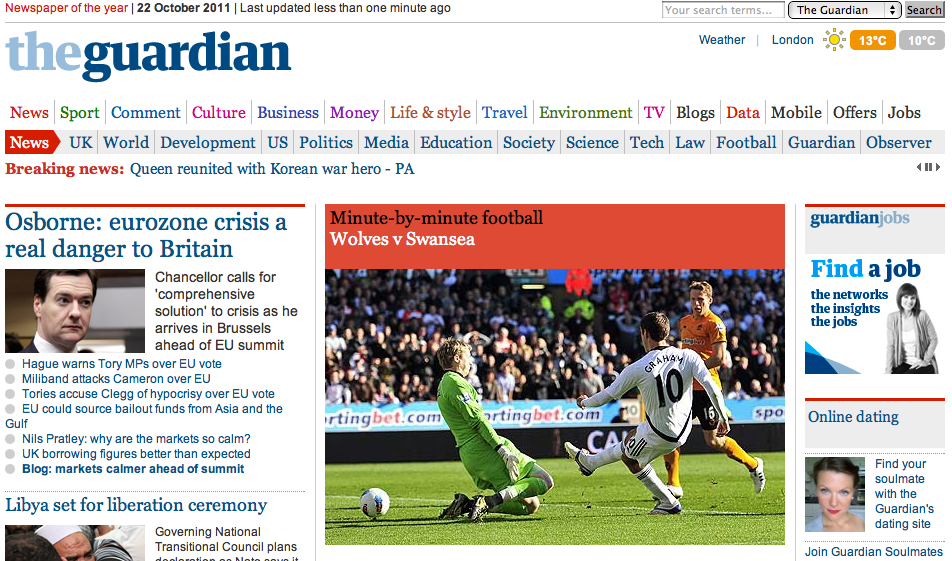 Newspaper of the year | 22 October 2011 | Last updated less than one minute ago
Your search terms... The Guardian Search
theguardian
Weather | London 13°C 10°C
News Sport Comment Culture Business Money Life & style Travel Environment TV Blogs Data Mobile Offers Jobs
News UK World Development US Politics Media Education Society Science Tech Law Football Guardian Observer
Breaking news: Queen reunited with Korean war hero - PA
Osborne: eurozone crisis a
real danger to Britain
Chancellor calls for
'comprehensive
solution' to crisis as he
arrives in Brussels
ahead of EU summit
Hague warns Tory MPs over EU vote
Miliband attacks Cameron over EU
Tories accuse Clegg of hypocrisy over EU vote
EU could source bailout funds from Asia and the
Gulf
Nils Pratley: why are the markets so calm?
UK borrowing figures better than expected
Blog: markets calmer ahead of summit
Libya set for liberation ceremony
Governing National
Transitional Council plans
declaration as Nato says it
Minute-by-minute football
Wolves v Swansea
GRAHAM
10
16
rtingbet.com sportingbet.com spo
guardianjobs
Find a job
the networks
the insights
the jobs
Online dating
Find your
soulmate
with the
Guardian's
dating site
Join Guardian Soulmates